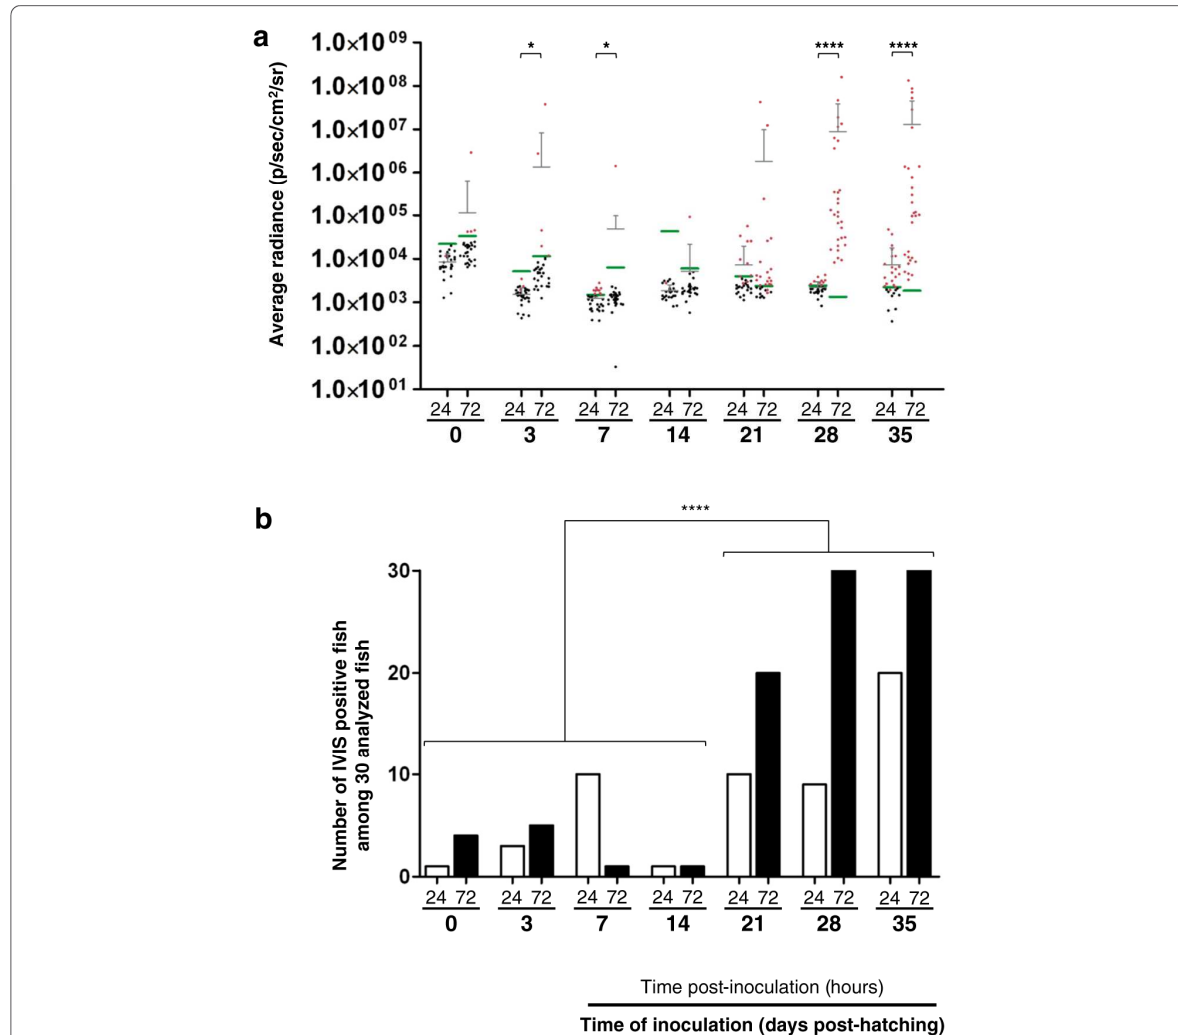 a
* * **** ****
Average radiance (p/sec/cm²/sr)
1.0×10⁰⁹
1.0×10⁰⁸
1.0×10⁰⁷
1.0×10⁰⁶
1.0×10⁰⁵
1.0×10⁰⁴
1.0×10⁰³
1.0×10⁰²
1.0×10⁰¹
24 72 24 72 24 72 24 72 24 72 24 72 24 72
0 3 7 14 21 28 35
b
****
Number of IVIS positive fish
among 30 analyzed fish
30
20
10
0
24 72 24 72 24 72 24 72 24 72 24 72 24 72
0 3 7 14 21 28 35
Time post-inoculation (hours)
Time of inoculation (days post-hatching)